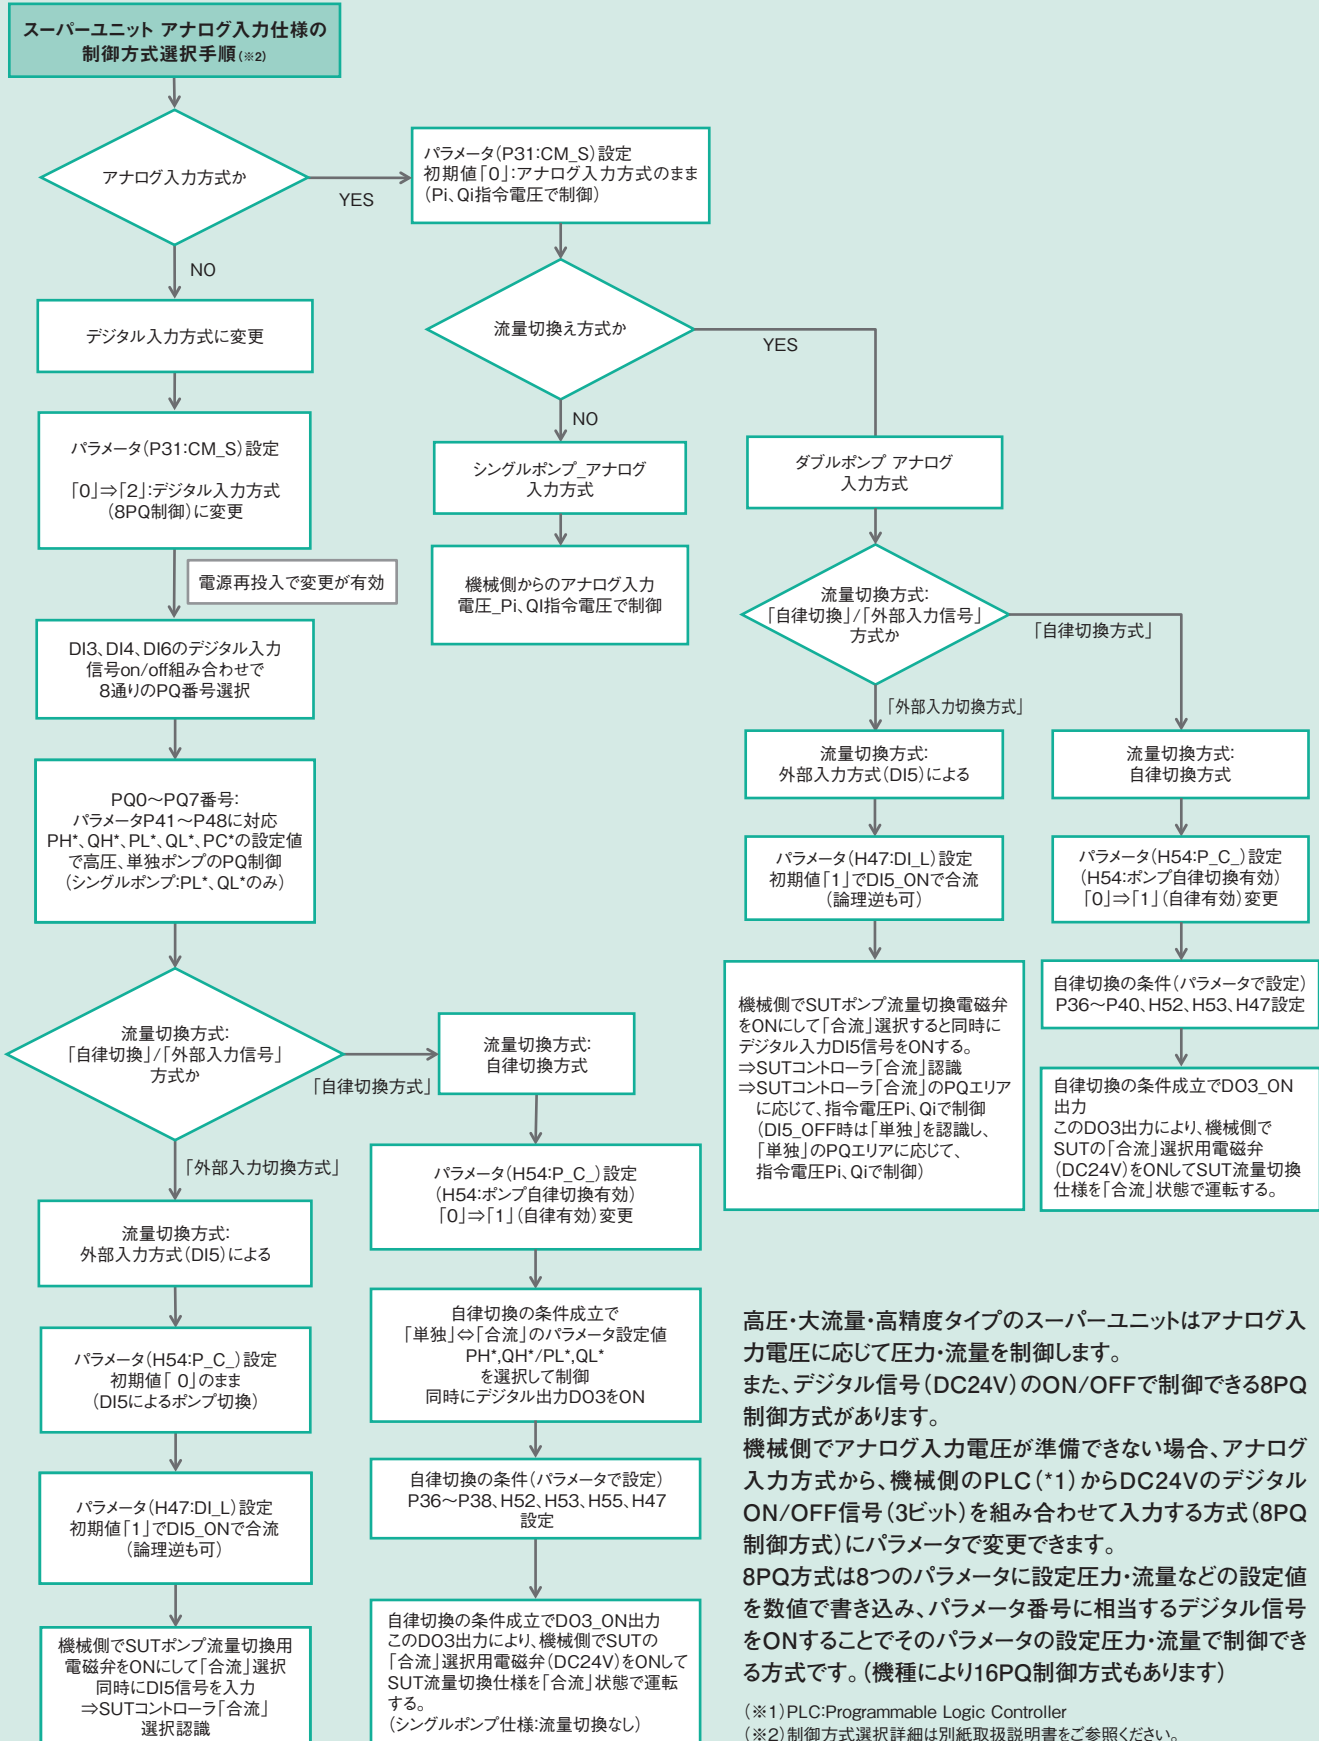 スーパーユニット アナログ入力仕様の
制御方式選択手順(※2)
アナログ入力方式か
YES
NO
パラメータ(P31:CM_S)設定
初期値「0」:アナログ入力方式のまま
(Pi、Qi指令電圧で制御)
デジタル入力方式に変更
流量切換え方式か
YES
NO
パラメータ(P31:CM_S)設定
「0」⇒「2」:デジタル入力方式
(8PQ制御)に変更
シングルポンプ_アナログ
入力方式
ダブルポンプ アナログ
入力方式
電源再投入で変更が有効
機械側からのアナログ入力
電圧_Pi、QI指令電圧で制御
流量切換方式:
「自律切換」/「外部入力信号」
方式か
「自律切換方式」
「外部入力切換方式」
DI3、DI4、DI6のデジタル入力
信号on/off組み合わせで
8通りのPQ番号選択
PQ0～PQ7番号:
パラメータP41～P48に対応
PH*、QH*、PL*、QL*、PC*の設定値
で高圧、単独ポンプのPQ制御
(シングルポンプ:PL*、QL*のみ)
流量切換方式:
外部入力方式(DI5)による
流量切換方式:
自律切換方式
パラメータ(H47:DI_L)設定
初期値「1」でDI5_ONで合流
(論理逆も可)
パラメータ(H54:P_C_)設定
(H54:ポンプ自律切換有効)
「0」⇒「1」(自律有効)変更
機械側でSUTポンプ流量切換電磁弁
をONにして「合流」選択すると同時に
デジタル入力DI5信号をONする。
⇒SUTコントローラ「合流」認識
⇒SUTコントローラ「合流」のPQエリア
に応じて、指令電圧Pi、Qiで制御
(DI5_OFF時は「単独」を認識し、
「単独」のPQエリアに応じて、
指令電圧Pi、Qiで制御)
自律切換の条件(パラメータで設定)
P36～P40、H52、H53、H47設定
自律切換の条件成立でDO3_ON
出力
このDO3出力により、機械側で
SUTの「合流」選択用電磁弁
(DC24V)をONしてSUT流量切換
仕様を「合流」状態で運転する。
流量切換方式:
「自律切換」/「外部入力信号」
方式か
「自律切換方式」
「外部入力切換方式」
流量切換方式:
自律切換方式
パラメータ(H54:P_C_)設定
(H54:ポンプ自律切換有効)
「0」⇒「1」(自律有効)変更
流量切換方式:
外部入力方式(DI5)による
自律切換の条件成立で
「単独」⇔「合流」のパラメータ設定値
PH*,QH*/PL*,QL*
を選択して制御
同時にデジタル出力DO3をON
パラメータ(H54:P_C_)設定
初期値「 0」のまま
(DI5によるポンプ切換)
自律切換の条件(パラメータで設定)
P36～P38、H52、H53、H55、H47
設定
パラメータ(H47:DI_L)設定
初期値「1」でDI5_ONで合流
(論理逆も可)
自律切換の条件成立でDO3_ON出力
このDO3出力により、機械側でSUTの
「合流」選択用電磁弁(DC24V)をONして
SUT流量切換仕様を「合流」状態で運転
する。
(シングルポンプ仕様:流量切換なし)
機械側でSUTポンプ流量切換用
電磁弁をONにして「合流」選択
同時にDI5信号を入力
⇒SUTコントローラ「合流」
選択認識
高圧・大流量・高精度タイプのスーパーユニットはアナログ入
力電圧に応じて圧力・流量を制御します。
また、デジタル信号(DC24V)のON/OFFで制御できる8PQ
制御方式があります。
機械側でアナログ入力電圧が準備できない場合、アナログ
入力方式から、機械側のPLC(*1)からDC24Vのデジタル
ON/OFF信号(3ビット)を組み合わせて入力する方式(8PQ
制御方式)にパラメータで変更できます。
8PQ方式は8つのパラメータに設定圧力・流量などの設定値
を数値で書き込み、パラメータ番号に相当するデジタル信号
をONすることでそのパラメータの設定圧力・流量で制御でき
る方式です。(機種により16PQ制御方式もあります)
(※1)PLC:Programmable Logic Controller
(※2)制御方式選択詳細は別紙取扱説明書をご参照ください。